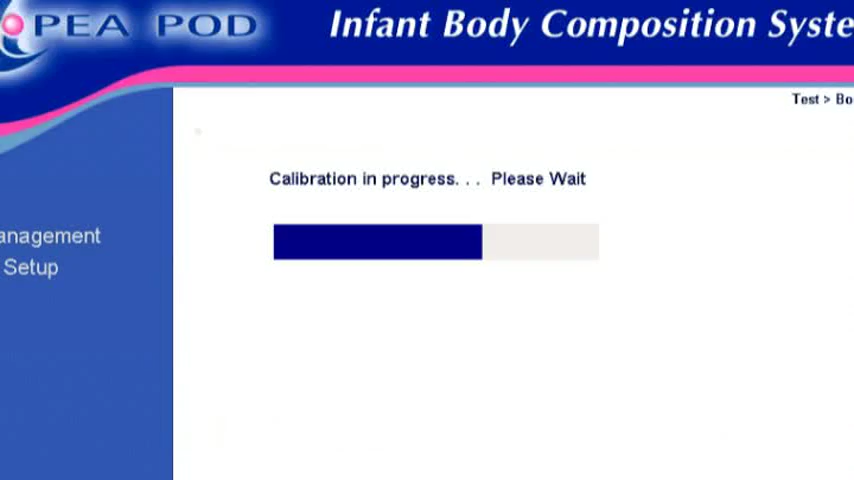 PEA POD
Infant Body Composition Syste
Test > Bo
Calibration in progress. . . Please Wait
anagement
Setup